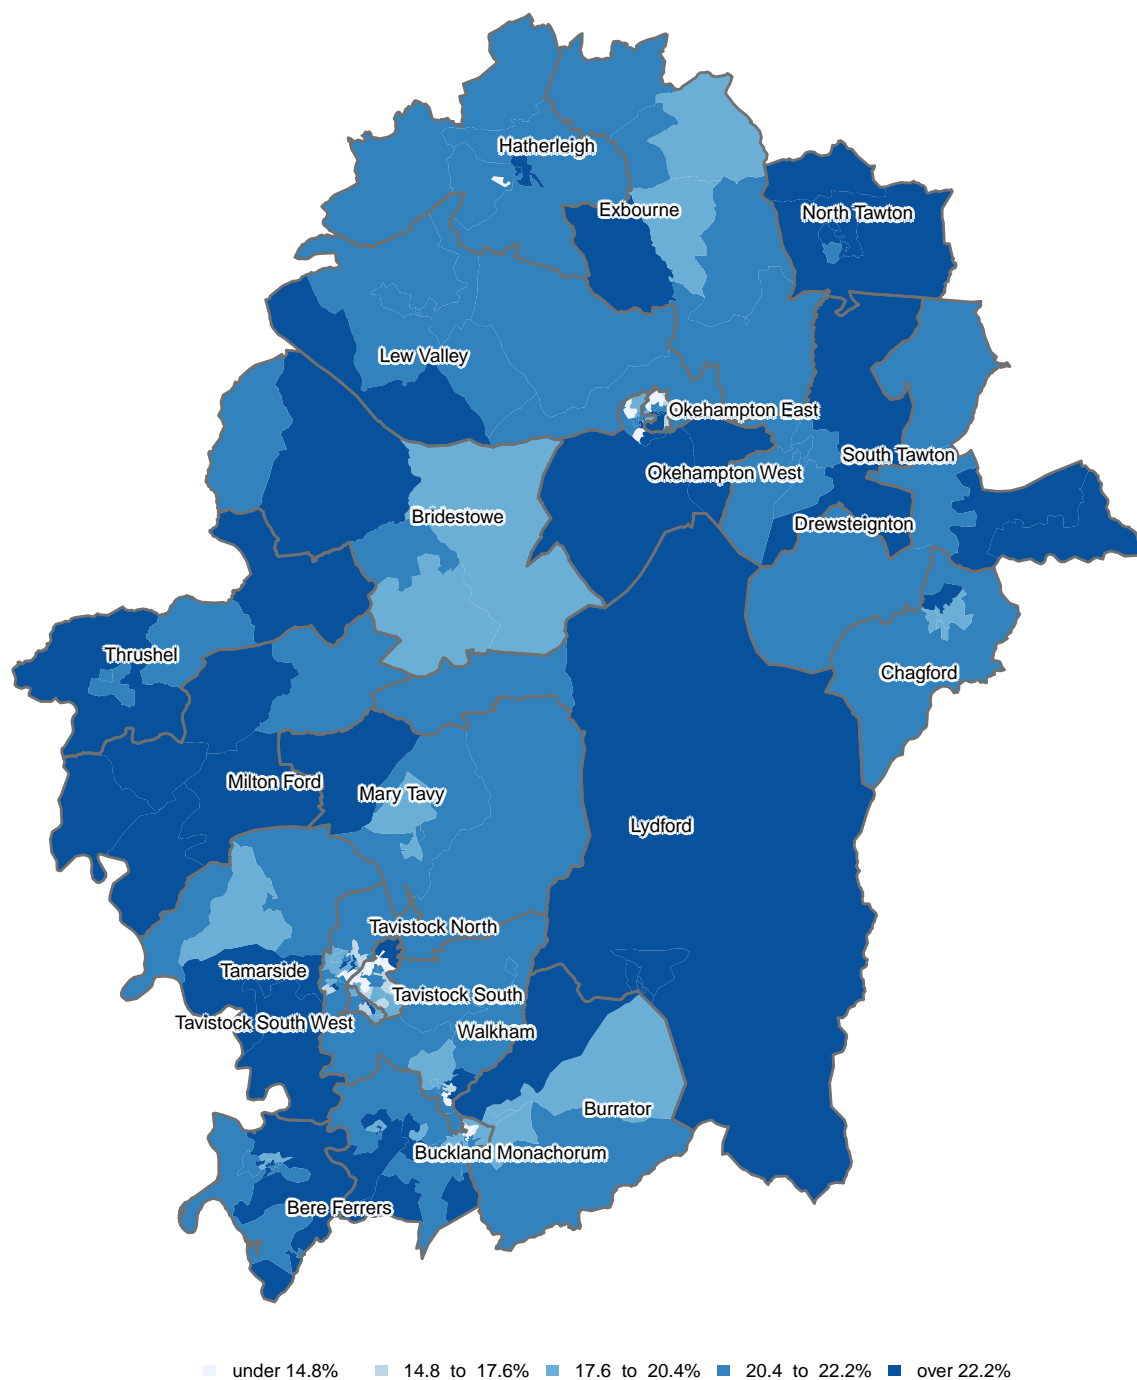 Hatherleigh
Exbourne
North Tawton
Lew Valley
Okehampton East
South Tawton
Okehampton West
Bridestowe
Drewsteignton
Thrushel
Chagford
Milton Ford
Mary Tavy
Lydford
Tavistock North
Tamarside
Tavistock South
Tavistock South West
Walkham
Burrator
Buckland Monachorum
Bere Ferrers
under 14.8% 14.8 to 17.6% 17.6 to 20.4% 20.4 to 22.2% over 22.2%